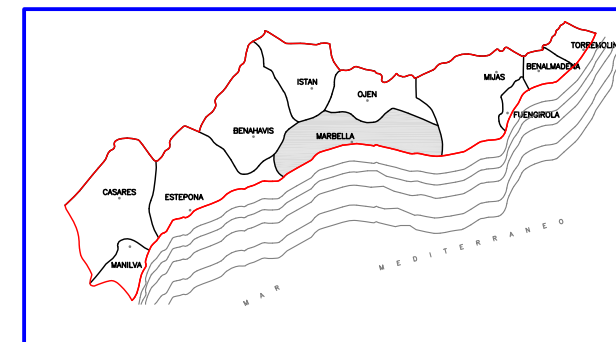 TORREMOLIN
BENALMADENA
MIJAS
ISTAN
OJEN
FUENGIROLA
BENAHAVIS
MARBELLA
CASARES
ESTEPONA
MANILVA
MAR MEDITERRANEO